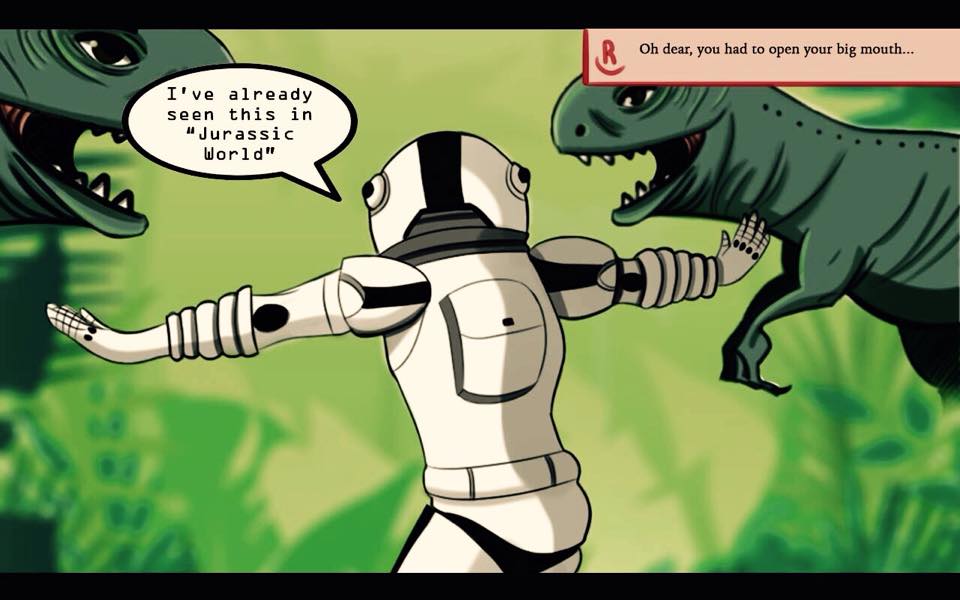 I've already
seen this in
“Jurassic
World”
R
Oh dear, you had to open your big mouth...